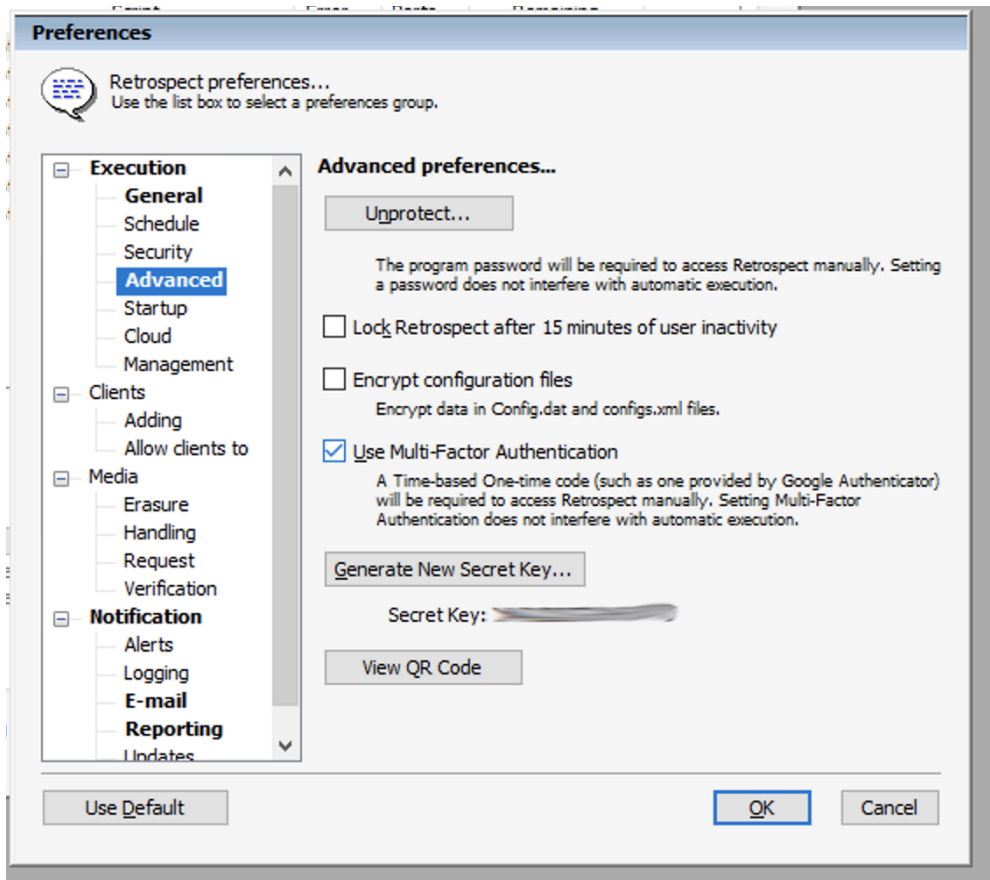 Preferences
Retrospect preferences...
Use the list box to select a preferences group.
Execution
General
Schedule
Security
Advanced
Startup
Cloud
Management
Clients
Adding
Allow clients to
Media
Erasure
Handling
Request
Verification
Notification
Alerts
Logging
E-mail
Reporting
Updates
Advanced preferences...
Unprotect...
The program password will be required to access Retrospect manually. Setting
a password does not interfere with automatic execution.
Lock Retrospect after 15 minutes of user inactivity
Encrypt configuration files
Encrypt data in Config.dat and configs.xml files.
Use Multi-Factor Authentication
A Time-based One-time code (such as one provided by Google Authenticator)
will be required to access Retrospect manually. Setting Multi-Factor
Authentication does not interfere with automatic execution.
Generate New Secret Key...
Secret Key:
View QR Code
Use Default
OK
Cancel